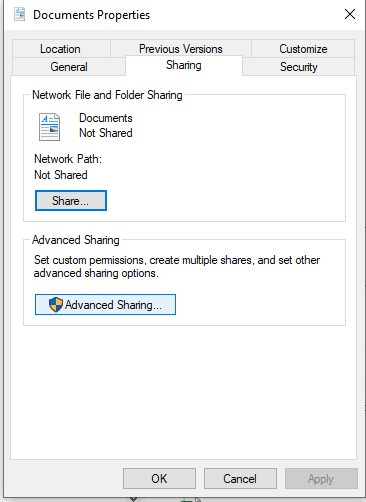 Documents Properties
Location Previous Versions Customize
General Sharing Security
Network File and Folder Sharing
Documents
Not Shared
Network Path:
Not Shared
Share...
Advanced Sharing
Set custom permissions, create multiple shares, and set other
advanced sharing options.
Advanced Sharing...
OK Cancel Apply